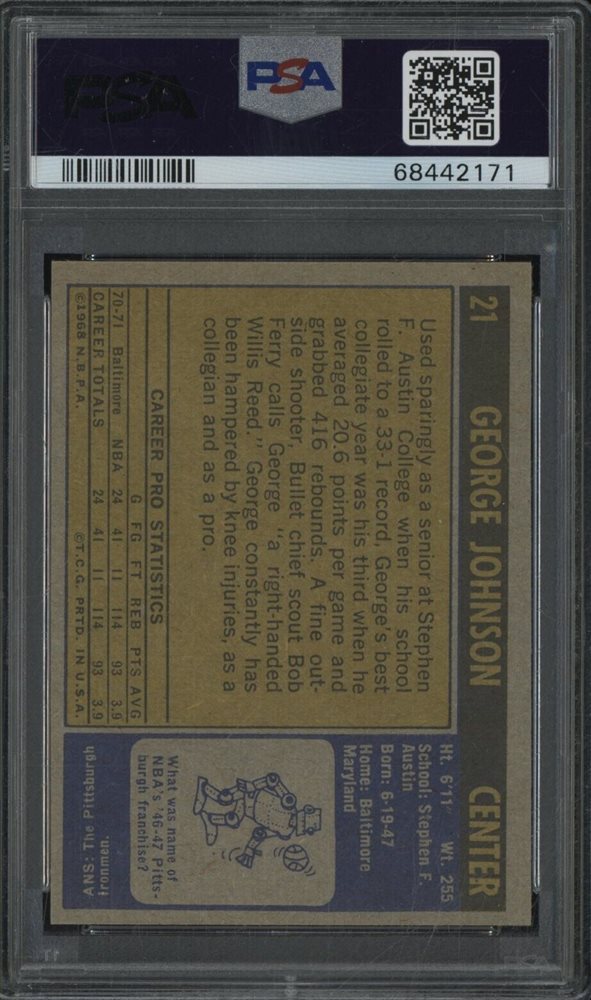 PSA
PSA
68442171
21 GEORGE JOHNSON CENTER
Used sparingly as a senior at Stephen
F. Austin College when his school
rolled to a 33-1 record, George's best
collegiate year was his third when he
averaged 20.6 points per game and
grabbed 416 rebounds. A fine out-
side shooter, Bullet chief scout Bob
Ferry calls George "a right-handed
Willis Reed." George constantly has
been hampered by knee injuries, as a
collegian and as a pro.
CAREER PRO STATISTICS
G FG FT REB PTS AVG
70-71 Baltimore NBA 24 41 11 114 93 3.9
CAREER TOTALS 24 41 11 114 93 3.9
©1968 N.B.P.A. ©T.C.G. PRTD. IN U.S.A.
Ht. 6'11" Wt. 255
School: Stephen F.
Austin
Born: 6-19-47
Home: Baltimore
Maryland
What was name of
NBA's '46-47 Pitts-
burgh franchise?
ANS: The Pittsburgh
Ironmen.